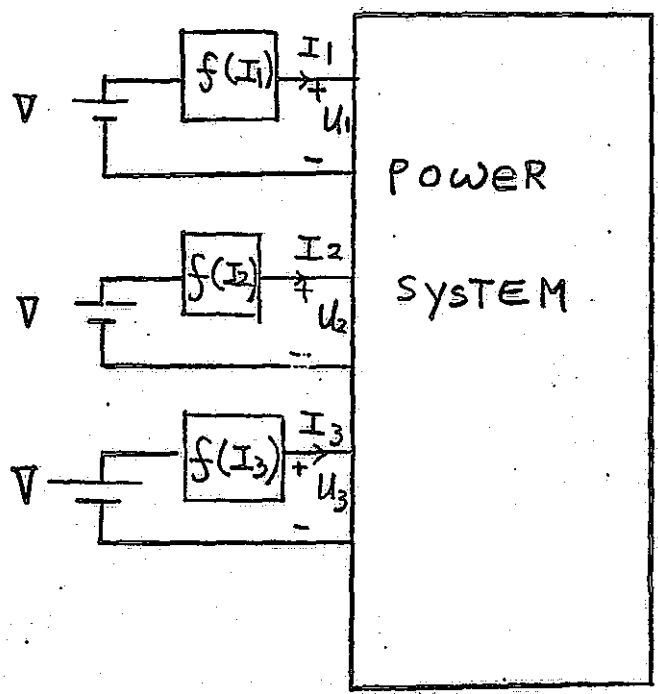 f(I1)
I1
+
V
U1
-
POWER
I2
f(I2)
+
SYSTEM
V
U2
-
I3
f(I3)
+
V
U3
-